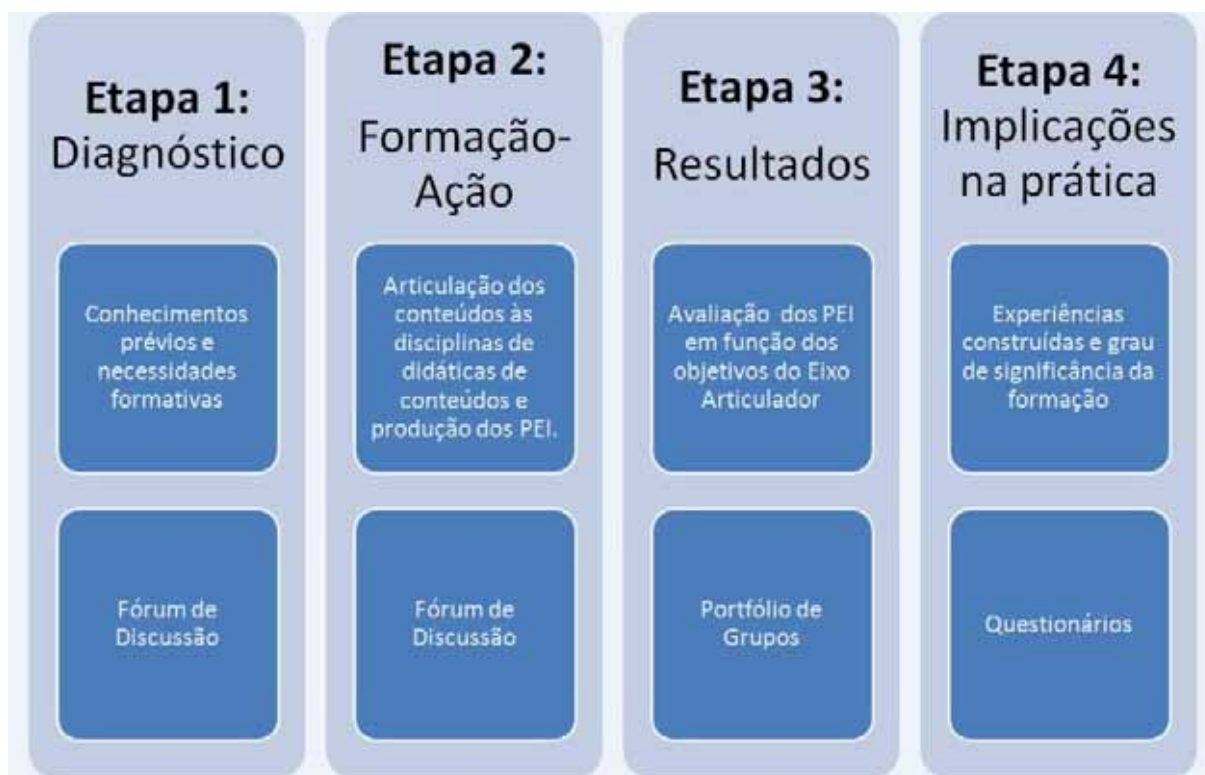 Etapa 1:
Diagnóstico
Conhecimentos
prévios e
necessidades
formativas
Fórum de
Discussão
Etapa 2:
Formação-
Ação
Articulação dos
conteúdos às
disciplinas de
didáticas de
conteúdos e
produção dos PEI.
Fórum de
Discussão
Etapa 3:
Resultados
Avaliação dos PEI
em função dos
objetivos do Eixo
Articulador
Portfólio de
Grupos
Etapa 4:
Implicações
na prática
Experiências
construídas e grau
de significância da
formação
Questionários